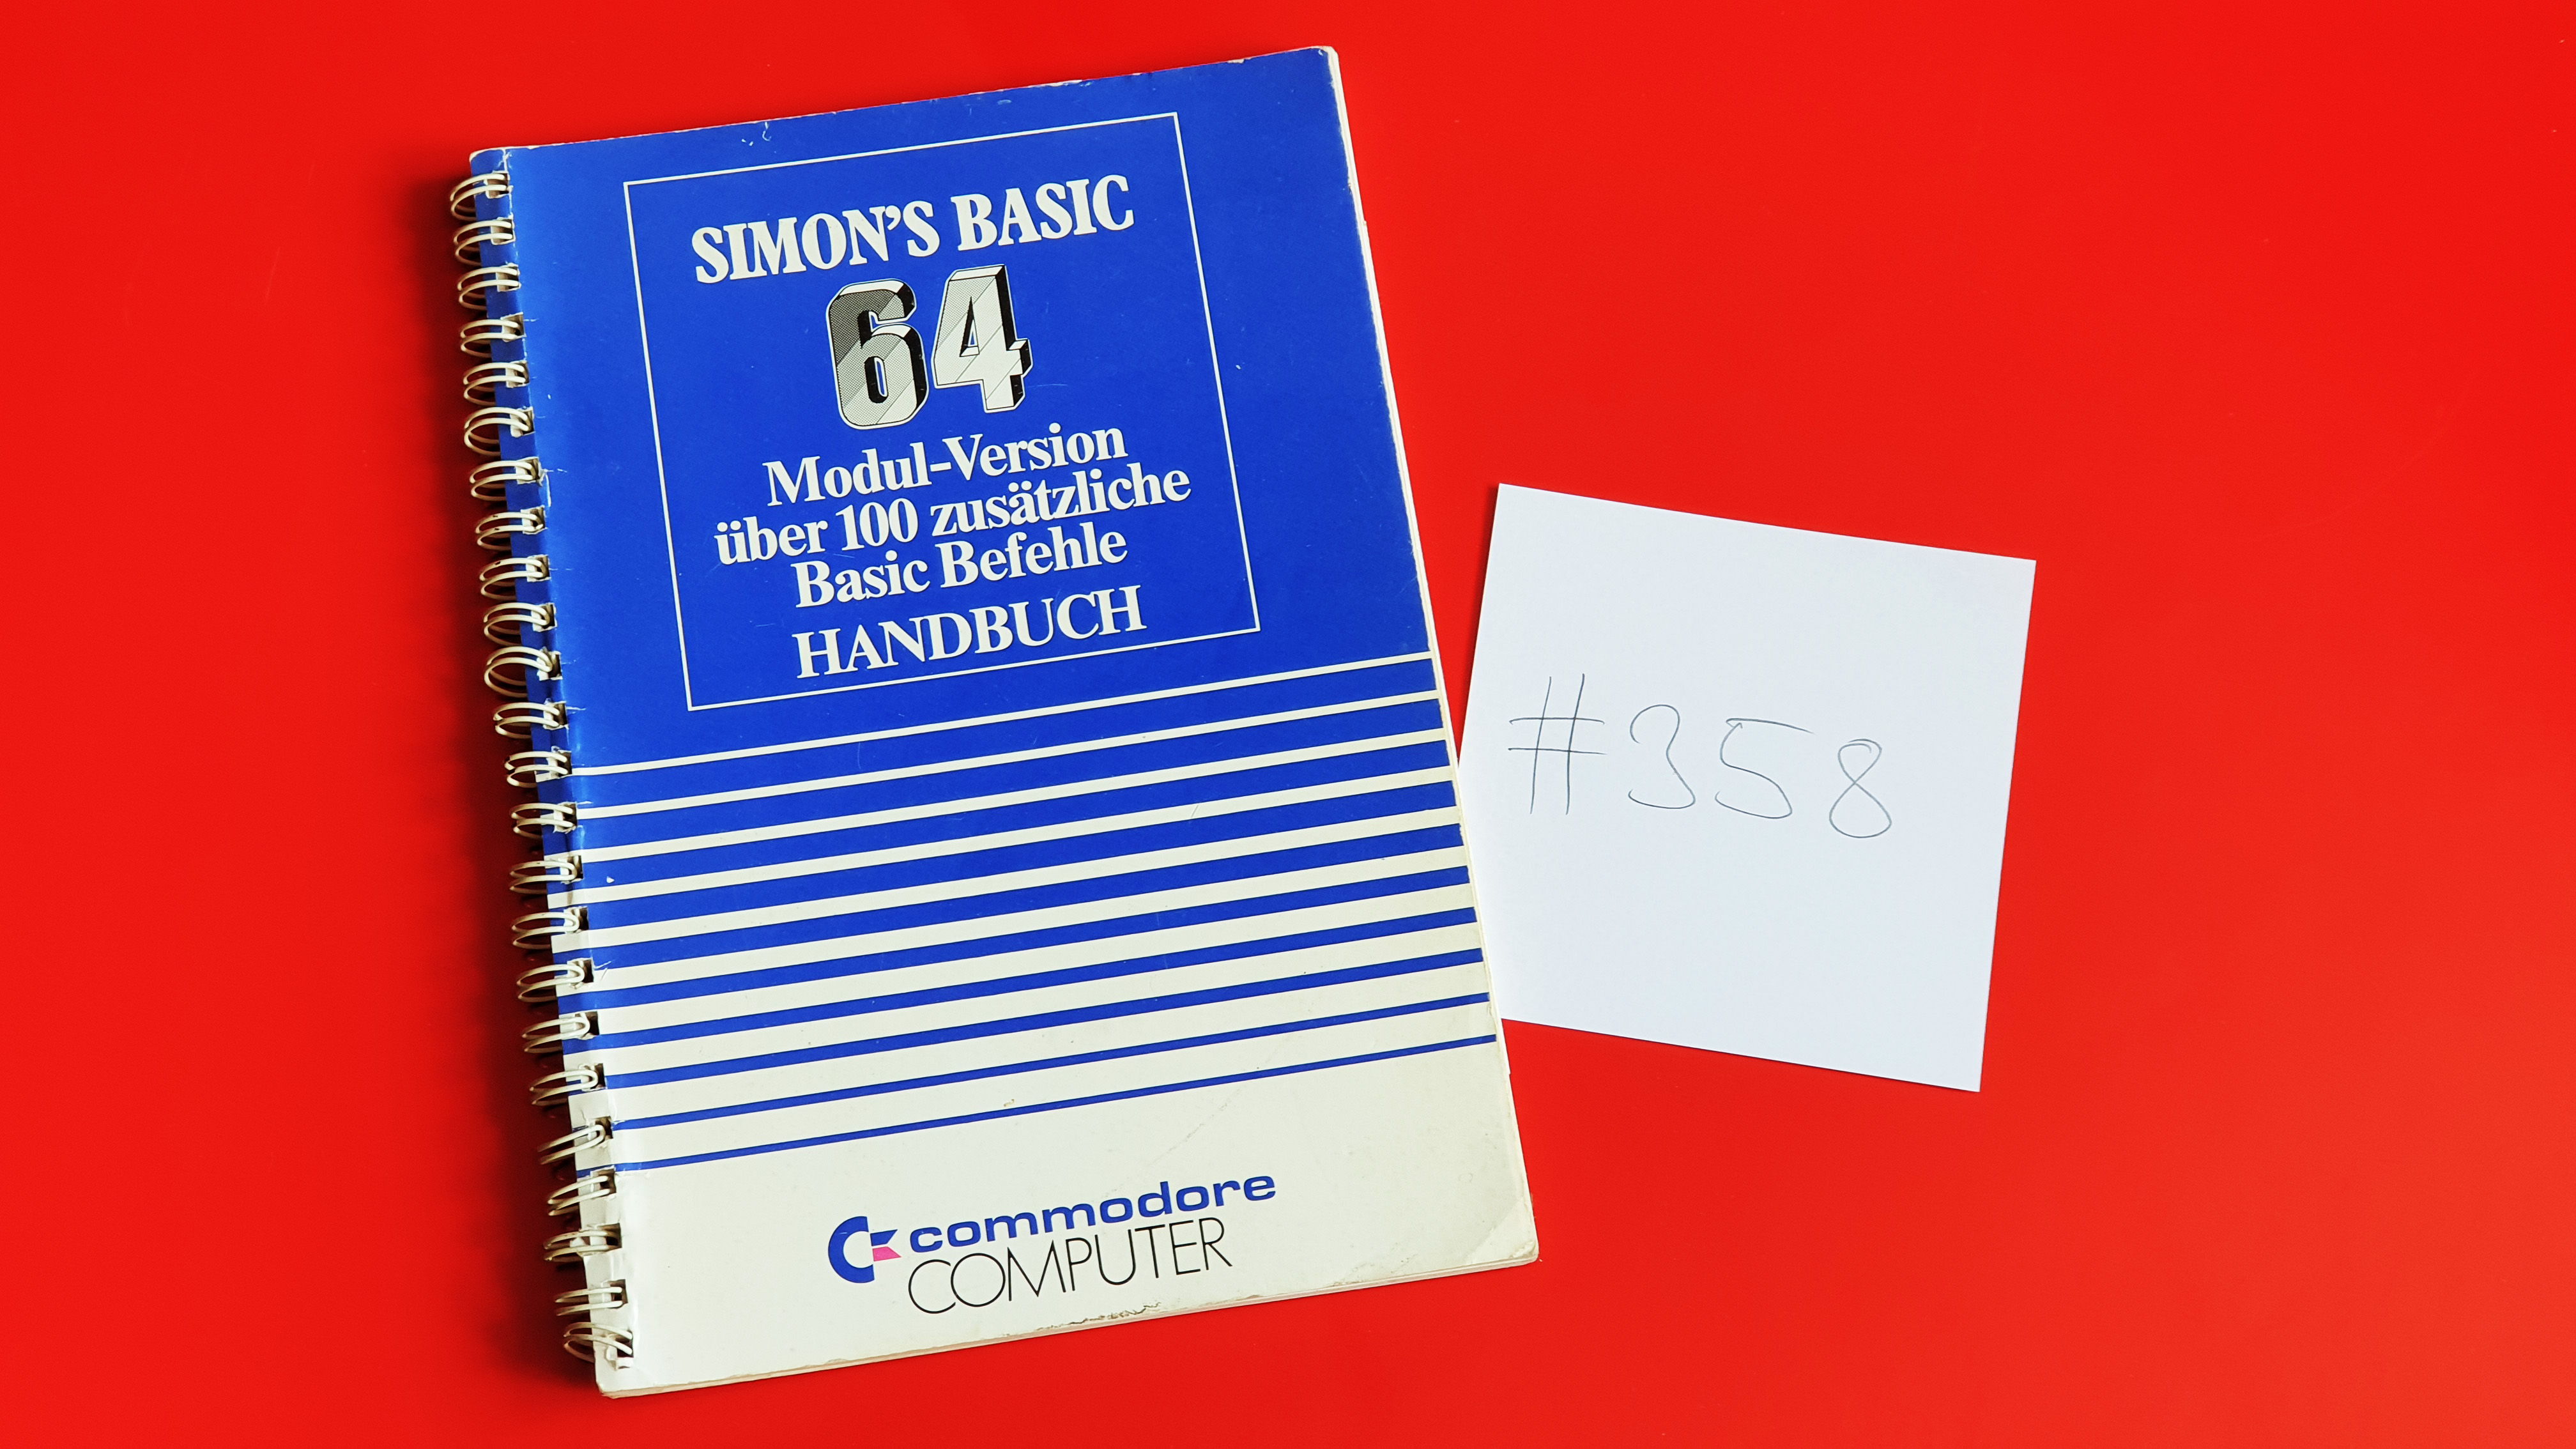 SIMON'S BASIC
64
Modul-Version
über 100 zusätzliche
Basic Befehle
HANDBUCH
commodore
COMPUTER
#358